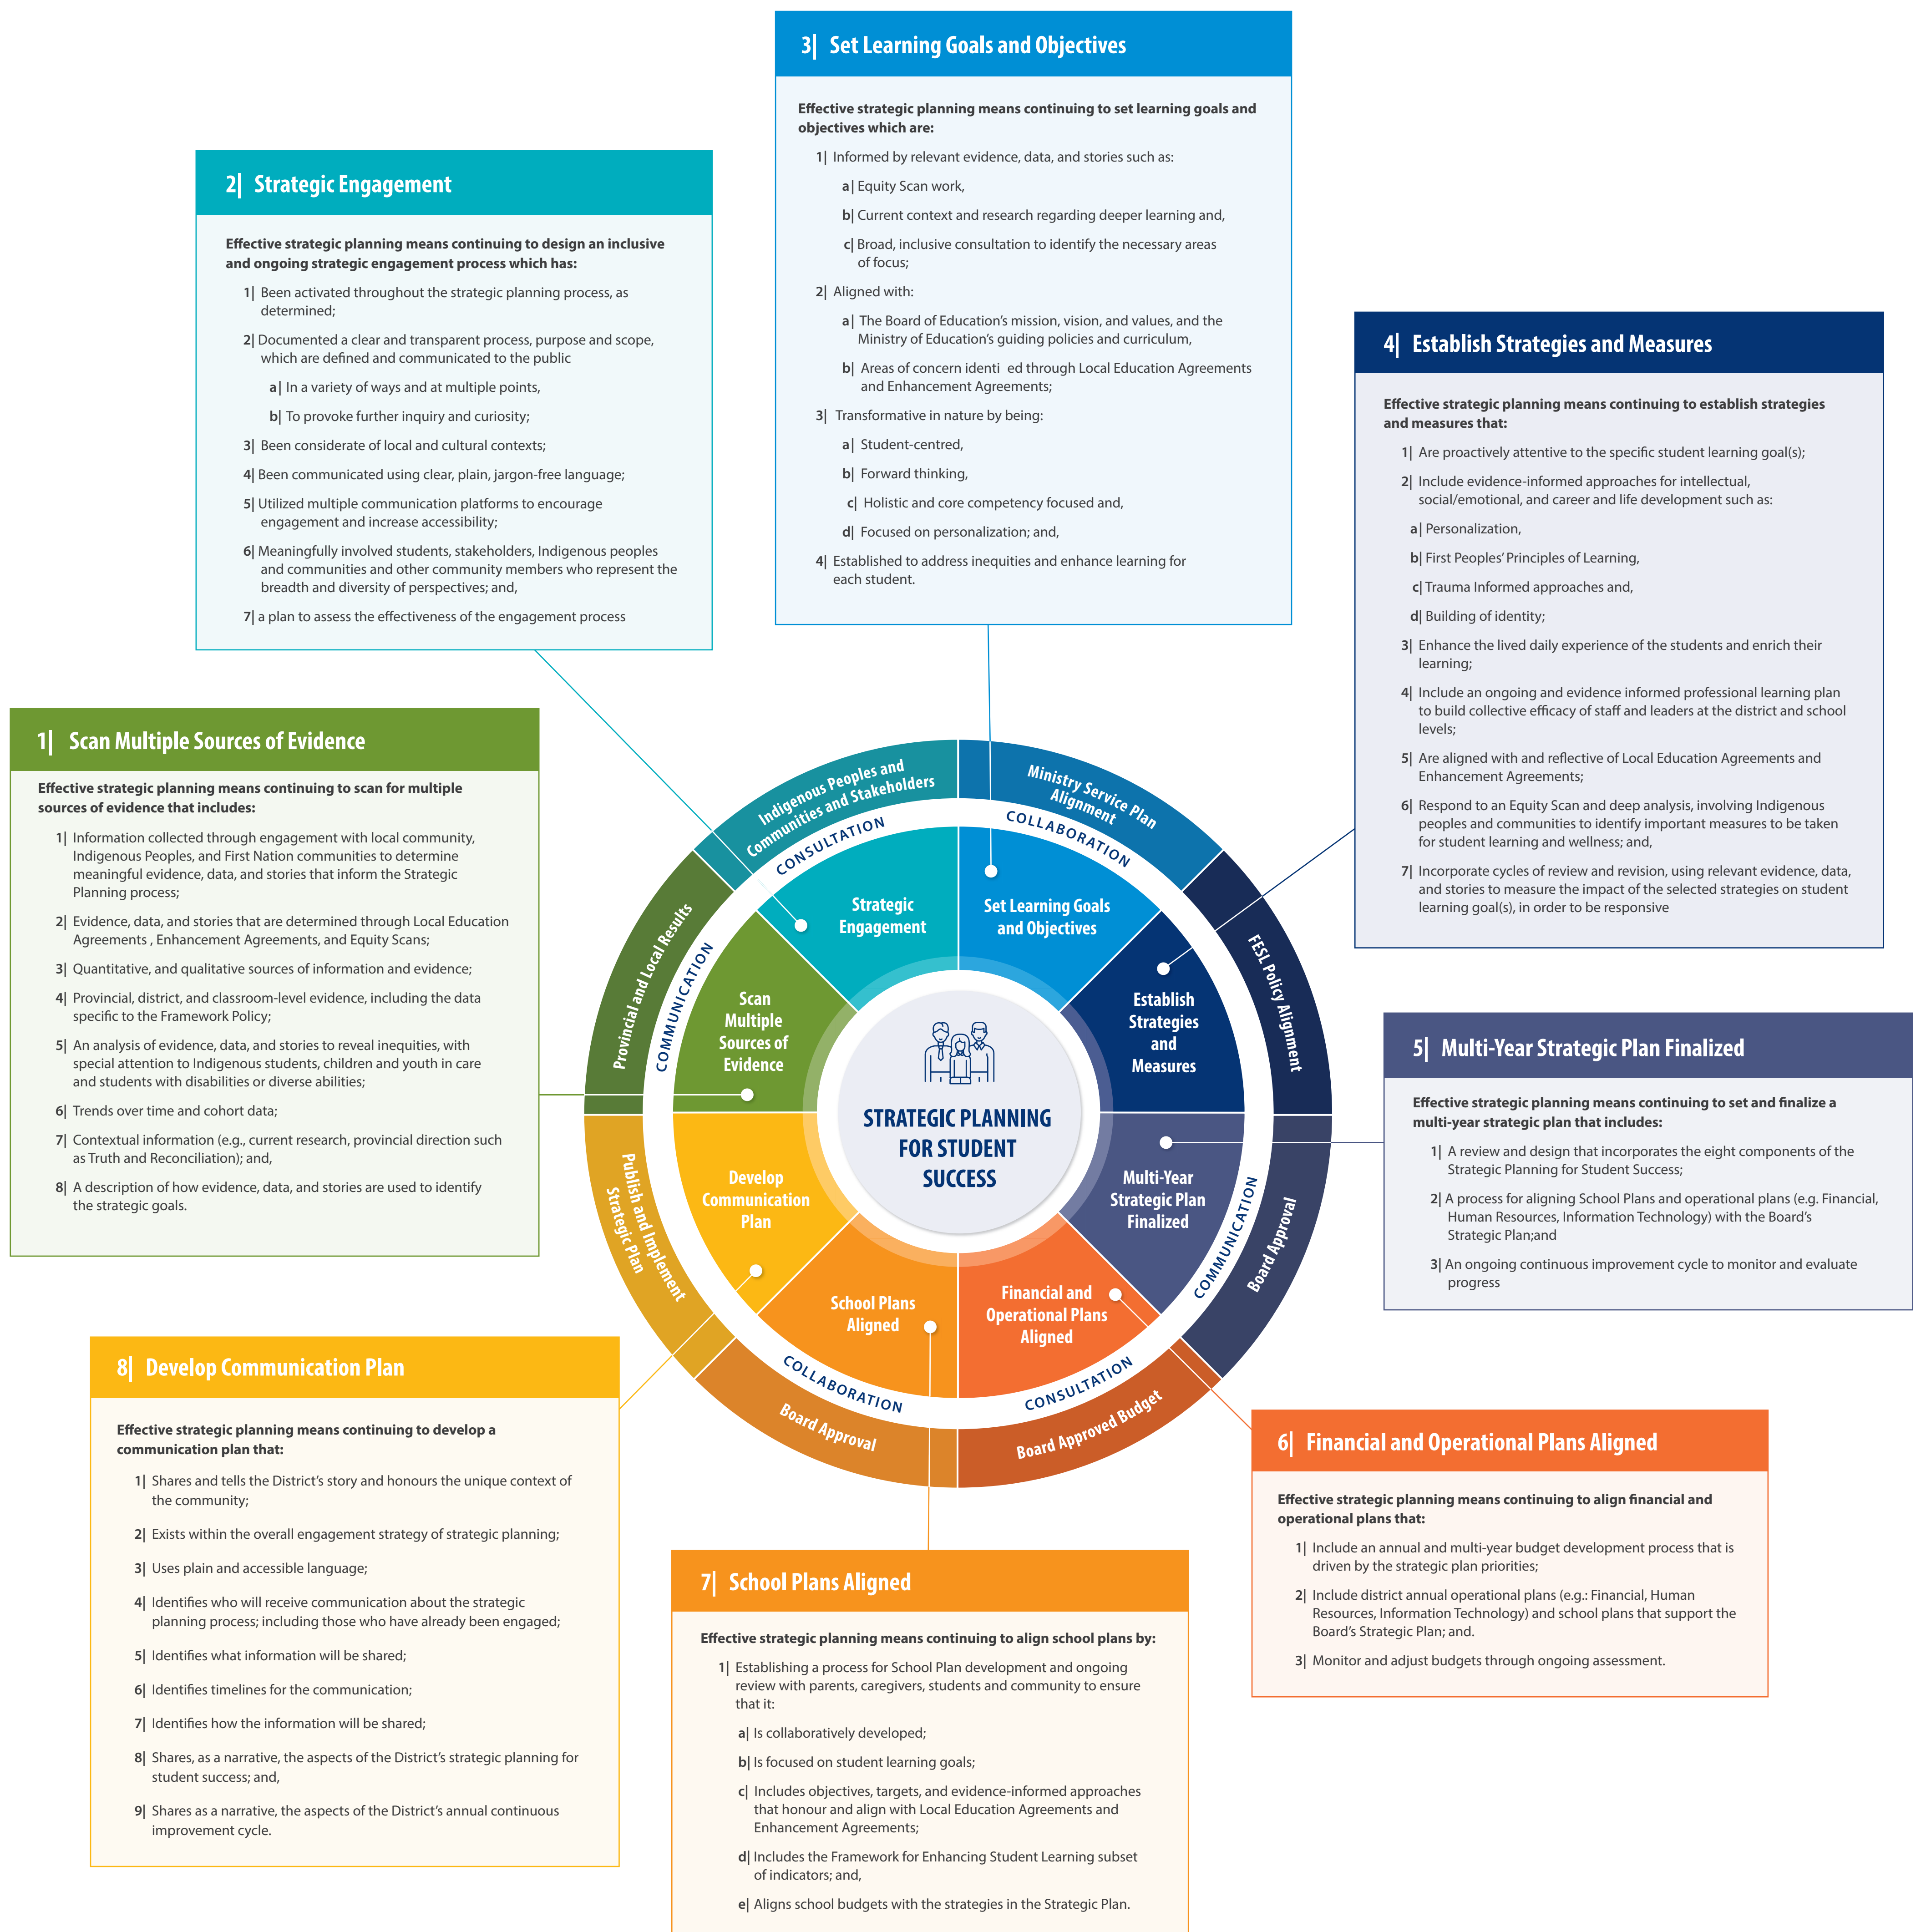 3| Set Learning Goals and Objectives
Effective strategic planning means continuing to set learning goals and
objectives which are:
1| Informed by relevant evidence, data, and stories such as:
a| Equity Scan work,
b| Current context and research regarding deeper learning and,
c| Broad, inclusive consultation to identify the necessary areas
of focus;
2| Aligned with:
a| The Board of Education's mission, vision, and values, and the
Ministry of Education's guiding policies and curriculum,
b| Areas of concern identi ed through Local Education Agreements
and Enhancement Agreements;
3| Transformative in nature by being:
a| Student-centred,
b| Forward thinking,
c| Holistic and core competency focused and,
d| Focused on personalization; and,
4| Established to address inequities and enhance learning for
each student.
2| Strategic Engagement
Effective strategic planning means continuing to design an inclusive
and ongoing strategic engagement process which has:
1| Been activated throughout the strategic planning process, as
determined;
2| Documented a clear and transparent process, purpose and scope,
which are defined and communicated to the public
a| In a variety of ways and at multiple points,
b| To provoke further inquiry and curiosity;
3| Been considerate of local and cultural contexts;
4| Been communicated using clear, plain, jargon-free language;
5| Utilized multiple communication platforms to encourage
engagement and increase accessibility;
6| Meaningfully involved students, stakeholders, Indigenous peoples
and communities and other community members who represent the
breadth and diversity of perspectives; and,
7| a plan to assess the effectiveness of the engagement process
4| Establish Strategies and Measures
Effective strategic planning means continuing to establish strategies
and measures that:
1| Are proactively attentive to the specific student learning goal(s);
2| Include evidence-informed approaches for intellectual,
social/emotional, and career and life development such as:
a| Personalization,
b| First Peoples' Principles of Learning,
c| Trauma Informed approaches and,
d| Building of identity;
3| Enhance the lived daily experience of the students and enrich their
learning;
4| Include an ongoing and evidence informed professional learning plan
to build collective efficacy of staff and leaders at the district and school
levels;
5| Are aligned with and reflective of Local Education Agreements and
Enhancement Agreements;
6| Respond to an Equity Scan and deep analysis, involving Indigenous
peoples and communities to identify important measures to be taken
for student learning and wellness; and,
7| Incorporate cycles of review and revision, using relevant evidence, data,
and stories to measure the impact of the selected strategies on student
learning goal(s), in order to be responsive
1| Scan Multiple Sources of Evidence
Effective strategic planning means continuing to scan for multiple
sources of evidence that includes:
1| Information collected through engagement with local community,
Indigenous Peoples, and First Nation communities to determine
meaningful evidence, data, and stories that inform the Strategic
Planning process;
2| Evidence, data, and stories that are determined through Local Education
Agreements , Enhancement Agreements, and Equity Scans;
3| Quantitative, and qualitative sources of information and evidence;
4| Provincial, district, and classroom-level evidence, including the data
specific to the Framework Policy;
5| An analysis of evidence, data, and stories to reveal inequities, with
special attention to Indigenous students, children and youth in care
and students with disabilities or diverse abilities;
6| Trends over time and cohort data;
7| Contextual information (e.g., current research, provincial direction such
as Truth and Reconciliation); and,
8| A description of how evidence, data, and stories are used to identify
the strategic goals.
Indigenous Peoples and
Communities and Stakeholders
Ministry Service Plan
Alignment
FESL Policy Alignment
Board Approval
Board Approved Budget
Board Approval
Publish and Implement
Strategic Plan
Provincial and Local Results
CONSULTATION
COLLABORATION
COMMUNICATION
CONSULTATION
COLLABORATION
COMMUNICATION
Strategic
Engagement
Set Learning Goals
and Objectives
Establish
Strategies
and
Measures
Multi-Year
Strategic Plan
Finalized
Financial and
Operational Plans
Aligned
School Plans
Aligned
Develop
Communication
Plan
Scan
Multiple
Sources of
Evidence
STRATEGIC PLANNING
FOR STUDENT
SUCCESS
5| Multi-Year Strategic Plan Finalized
Effective strategic planning means continuing to set and finalize a
multi-year strategic plan that includes:
1| A review and design that incorporates the eight components of the
Strategic Planning for Student Success;
2| A process for aligning School Plans and operational plans (e.g. Financial,
Human Resources, Information Technology) with the Board's
Strategic Plan;and
3| An ongoing continuous improvement cycle to monitor and evaluate
progress
8| Develop Communication Plan
Effective strategic planning means continuing to develop a
communication plan that:
1| Shares and tells the District's story and honours the unique context of
the community;
2| Exists within the overall engagement strategy of strategic planning;
3| Uses plain and accessible language;
4| Identifies who will receive communication about the strategic
planning process; including those who have already been engaged;
5| Identifies what information will be shared;
6| Identifies timelines for the communication;
7| Identifies how the information will be shared;
8| Shares, as a narrative, the aspects of the District's strategic planning for
student success; and,
9| Shares as a narrative, the aspects of the District's annual continuous
improvement cycle.
6| Financial and Operational Plans Aligned
Effective strategic planning means continuing to align financial and
operational plans that:
1| Include an annual and multi-year budget development process that is
driven by the strategic plan priorities;
2| Include district annual operational plans (e.g.: Financial, Human
Resources, Information Technology) and school plans that support the
Board's Strategic Plan; and.
3| Monitor and adjust budgets through ongoing assessment.
7| School Plans Aligned
Effective strategic planning means continuing to align school plans by:
1| Establishing a process for School Plan development and ongoing
review with parents, caregivers, students and community to ensure
that it:
a| Is collaboratively developed;
b| Is focused on student learning goals;
c| Includes objectives, targets, and evidence-informed approaches
that honour and align with Local Education Agreements and
Enhancement Agreements;
d| Includes the Framework for Enhancing Student Learning subset
of indicators; and,
e| Aligns school budgets with the strategies in the Strategic Plan.